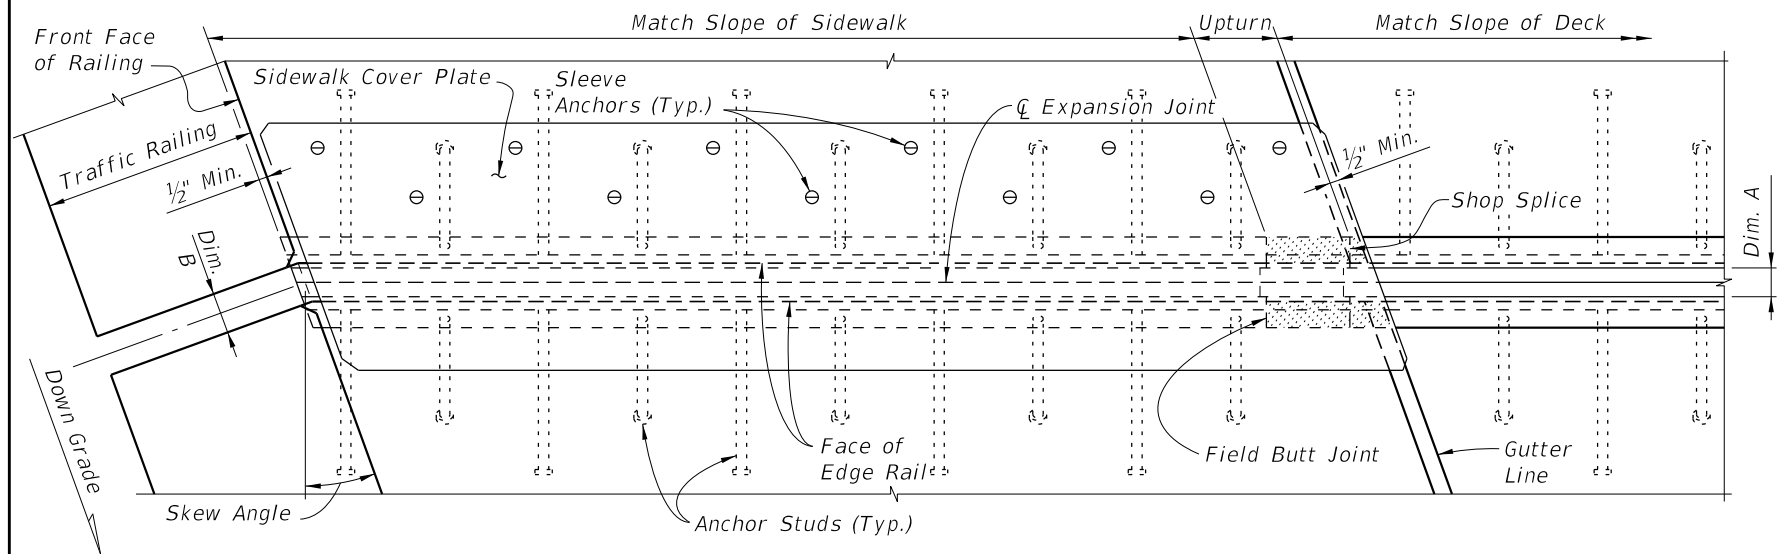 Match Slope of Sidewalk
Upturn
Match Slope of Deck
Front Face
of Railing
Sidewalk Cover Plate
Sleeve
Anchors (Typ.)
℄ Expansion Joint
Traffic Railing
½" Min.
½" Min.
Shop Splice
Dim. A
Dim.
B
Down Grade
Face of
Edge Rail
Field Butt Joint
Gutter
Line
Skew Angle
Anchor Studs (Typ.)